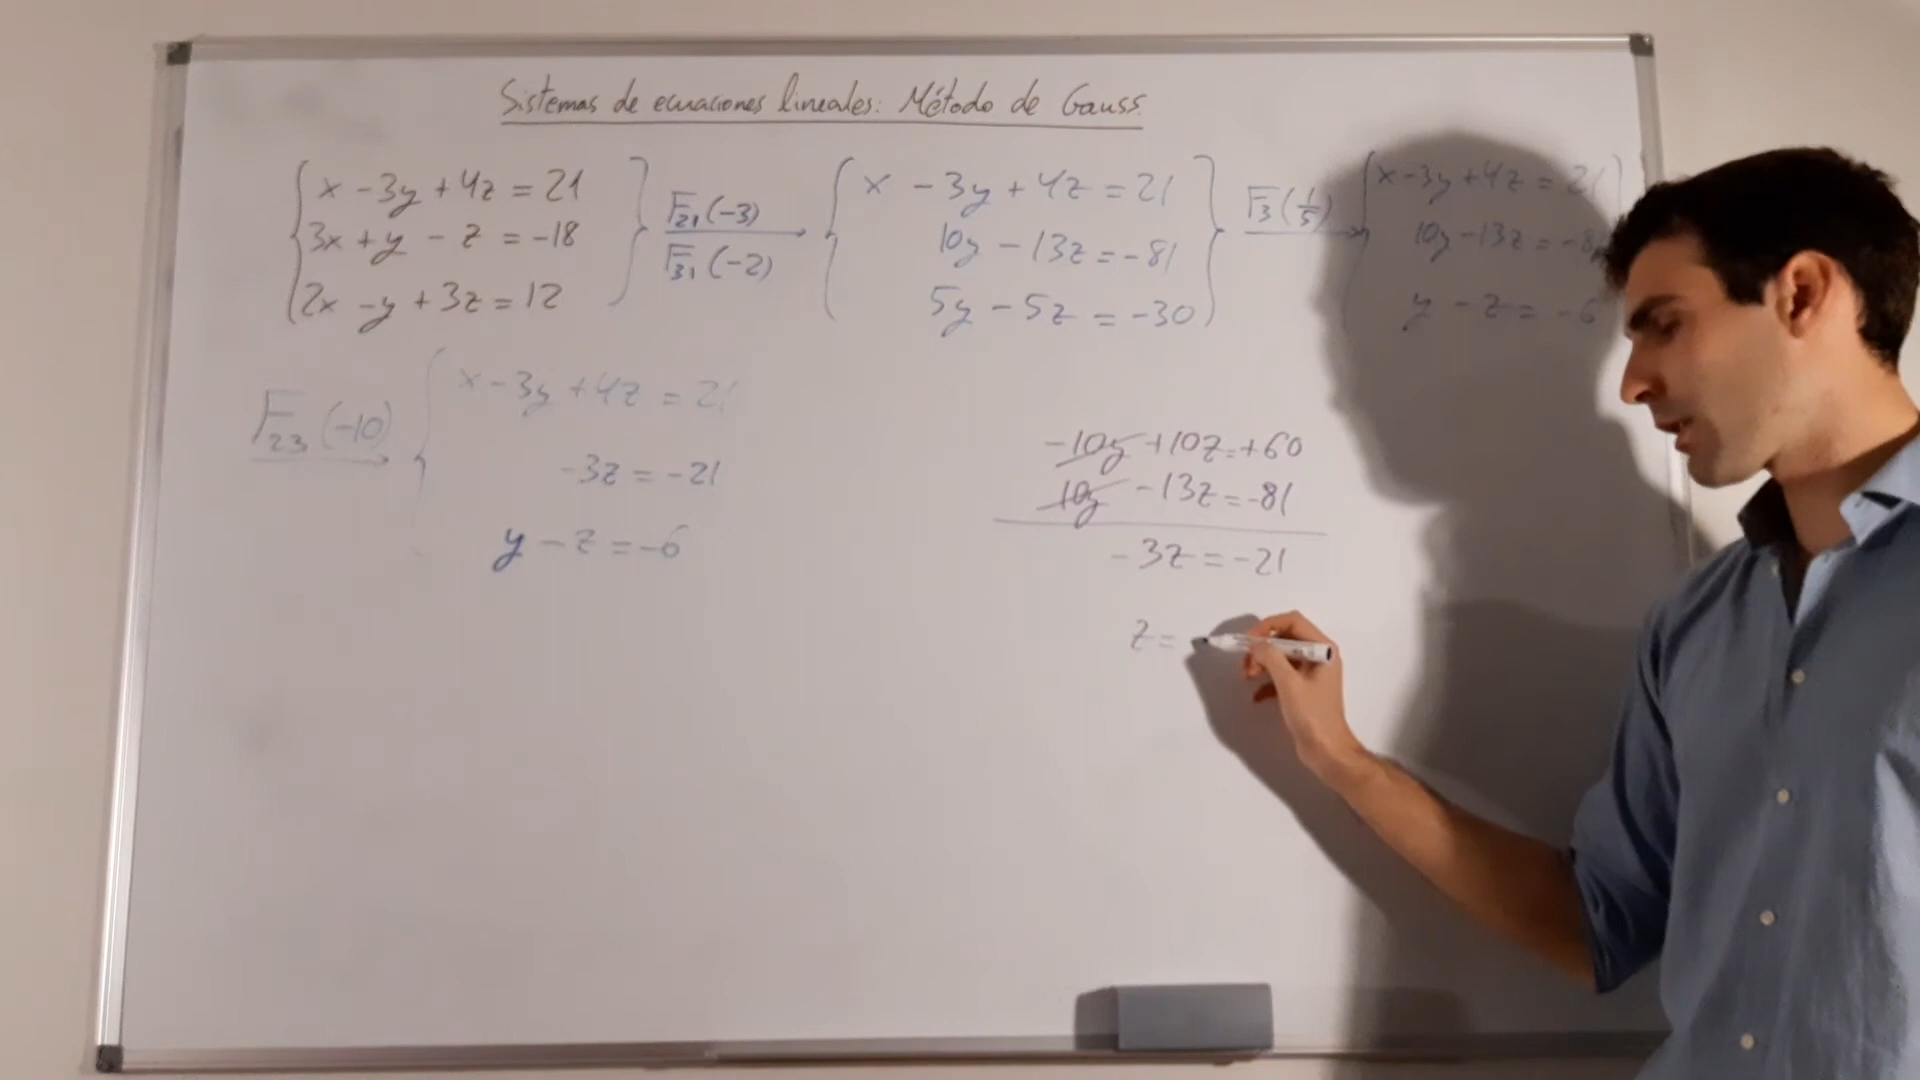 Sistemas de ecuaciones lineales: Método de Gauss.
x - 3y + 4z = 21
3x + y - z = -18
2x - y + 3z = 12
F21(-3)
F31(-2)
x - 3y + 4z = 21
10y - 13z = -81
5y - 5z = -30
F3(1/5)
x - 3y + 4z = 21
10y - 13z = -8
y - z = -6
F23(-10)
x - 3y + 4z = 21
-3z = -21
y - z = -6
-10y + 10z = +60
10y - 13z = -81
-3z = -21
z =